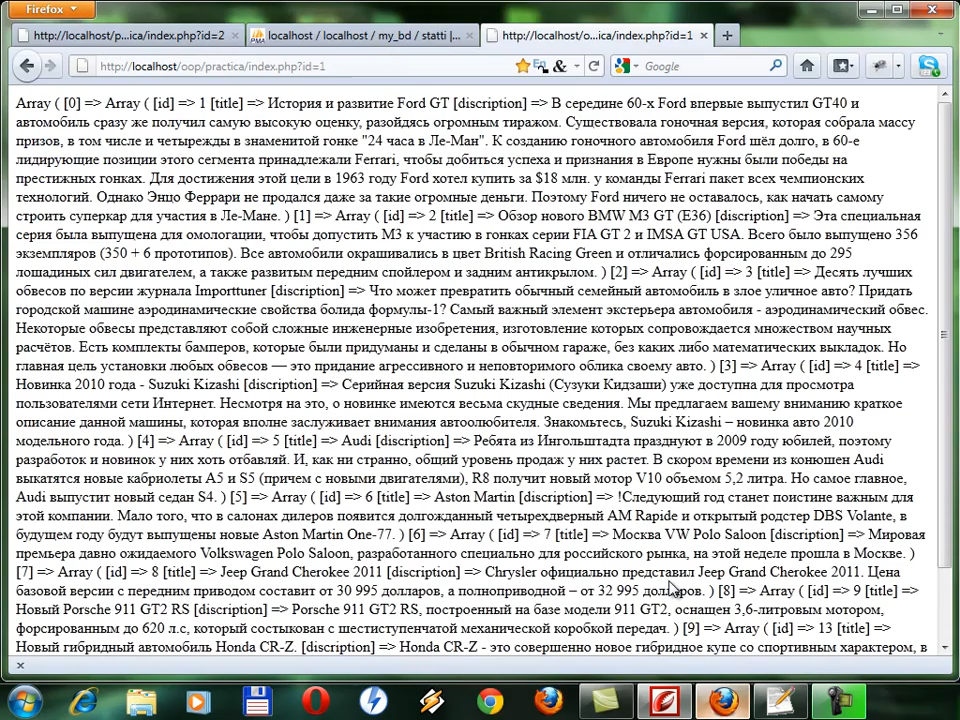 Firefox
http://localhost/p...ica/index.php?id=2
localhost / localhost / my_bd / statti |...
http://localhost/o...ica/index.php?id=1
http://localhost/oop/practica/index.php?id=1
Google
Array ( [0] => Array ( [id] => 1 [title] => История и развитие Ford GT [discription] => В середине 60-х Ford впервые выпустил GT40 и
автомобиль сразу же получил самую высокую оценку, разойдясь огромным тиражом. Существовала гоночная версия, которая собрала массу
призов, в том числе и четырежды в знаменитой гонке "24 часа в Ле-Ман". К созданию гоночного автомобиля Ford шёл долго, в 60-е
лидирующие позиции этого сегмента принадлежали Ferrari, чтобы добиться успеха и признания в Европе нужны были победы на
престижных гонках. Для достижения этой цели в 1963 году Ford хотел купить за $18 млн. у команды Ferrari пакет всех чемпионских
технологий. Однако Энцо Феррари не продался даже за такие огромные деньги. Поэтому Ford ничего не оставалось, как начать самому
строить суперкар для участия в Ле-Мане. ) [1] => Array ( [id] => 2 [title] => Обзор нового BMW M3 GT (E36) [discription] => Эта специальная
серия была выпущена для омологации, чтобы допустить M3 к участию в гонках серии FIA GT 2 и IMSA GT USA. Всего было выпущено 356
экземпляров (350 + 6 прототипов). Все автомобили окрашивались в цвет British Racing Green и отличались форсированным до 295
лошадиных сил двигателем, а также развитым передним спойлером и задним антикрылом. ) [2] => Array ( [id] => 3 [title] => Десять лучших
обвесов по версии журнала Importtuner [discription] => Что может превратить обычный семейный автомобиль в злое уличное авто? Придать
городской машине аэродинамические свойства болида формулы-1? Самый важный элемент экстерьера автомобиля - аэродинамический обвес.
Некоторые обвесы представляют собой сложные инженерные изобретения, изготовление которых сопровождается множеством научных
расчётов. Есть комплекты бамперов, которые были придуманы и сделаны в обычном гараже, без каких либо математических выкладок. Но
главная цель установки любых обвесов — это придание агрессивного и неповторимого облика своему авто. ) [3] => Array ( [id] => 4 [title] =>
Новинка 2010 года - Suzuki Kizashi [discription] => Серийная версия Suzuki Kizashi (Сузуки Кидзаши) уже доступна для просмотра
пользователями сети Интернет. Несмотря на это, о новинке имеются весьма скудные сведения. Мы предлагаем вашему вниманию краткое
описание данной машины, которая вполне заслуживает внимания автолюбителя. Знакомьтесь, Suzuki Kizashi – новинка авто 2010
модельного года. ) [4] => Array ( [id] => 5 [title] => Audi [discription] => Ребята из Ингольштадта празднуют в 2009 году юбилей, поэтому
разработок и новинок у них хоть отбавляй. И, как ни странно, общий уровень продаж у них растет. В скором времени из конюшен Audi
выкатятся новые кабриолеты A5 и S5 (причем с новыми двигателями), R8 получит новый мотор V10 объемом 5,2 литра. Но самое главное,
Audi выпустит новый седан S4. ) [5] => Array ( [id] => 6 [title] => Aston Martin [discription] => !Следующий год станет поистине важным для
этой компании. Мало того, что в салонах дилеров появится долгожданный четырехдверный AM Rapide и открытый родстер DBS Volante, в
будущем году будут выпущены новые Aston Martin One-77. ) [6] => Array ( [id] => 7 [title] => Москва VW Polo Saloon [discription] => Мировая
премьера давно ожидаемого Volkswagen Polo Saloon, разработанного специально для российского рынка, на этой неделе прошла в Москве. )
[7] => Array ( [id] => 8 [title] => Jeep Grand Cherokee 2011 [discription] => Chrysler официально представил Jeep Grand Cherokee 2011. Цена
базовой версии с передним приводом составит от 30 995 долларов, а полноприводной – от 32 995 долларов. ) [8] => Array ( [id] => 9 [title] =>
Новый Porsche 911 GT2 RS [discription] => Porsche 911 GT2 RS, построенный на базе модели 911 GT2, оснащен 3,6-литровым мотором,
форсированным до 620 л.с, который состыкован с шестиступенчатой механической коробкой передач. ) [9] => Array ( [id] => 13 [title] =>
Новый гибридный автомобиль Honda CR-Z. [discription] => Honda CR-Z - это совершенно новое гибридное купе со спортивным характером, в